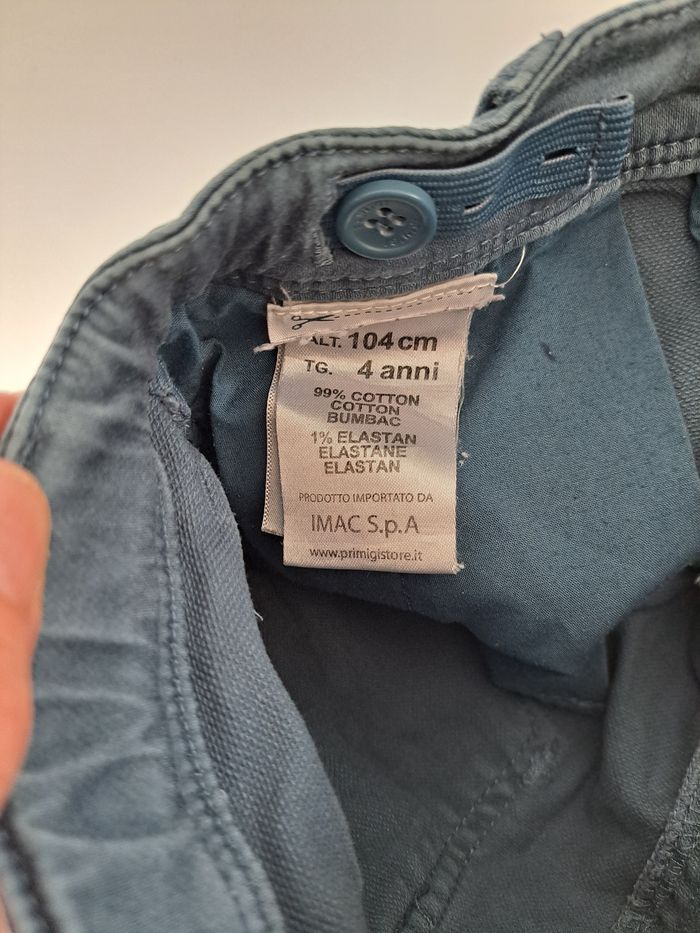 ALT. 104 cm
TG. 4 anni
99% COTTON
COTTON
BUMBAC
1% ELASTAN
ELASTANE
ELASTAN
PRODOTTO IMPORTATO DA
IMAC S.p.A
www.primigistore.it